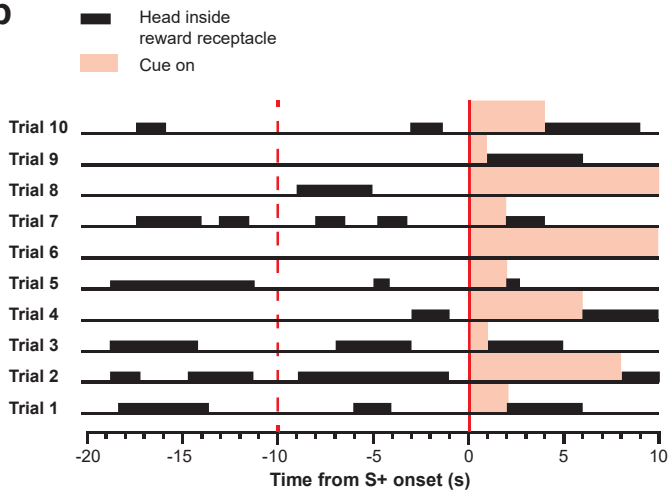 b
Head inside
reward receptacle
Cue on
Trial 10
Trial 9
Trial 8
Trial 7
Trial 6
Trial 5
Trial 4
Trial 3
Trial 2
Trial 1
-20 -15 -10 -5 0 5 10
Time from S+ onset (s)